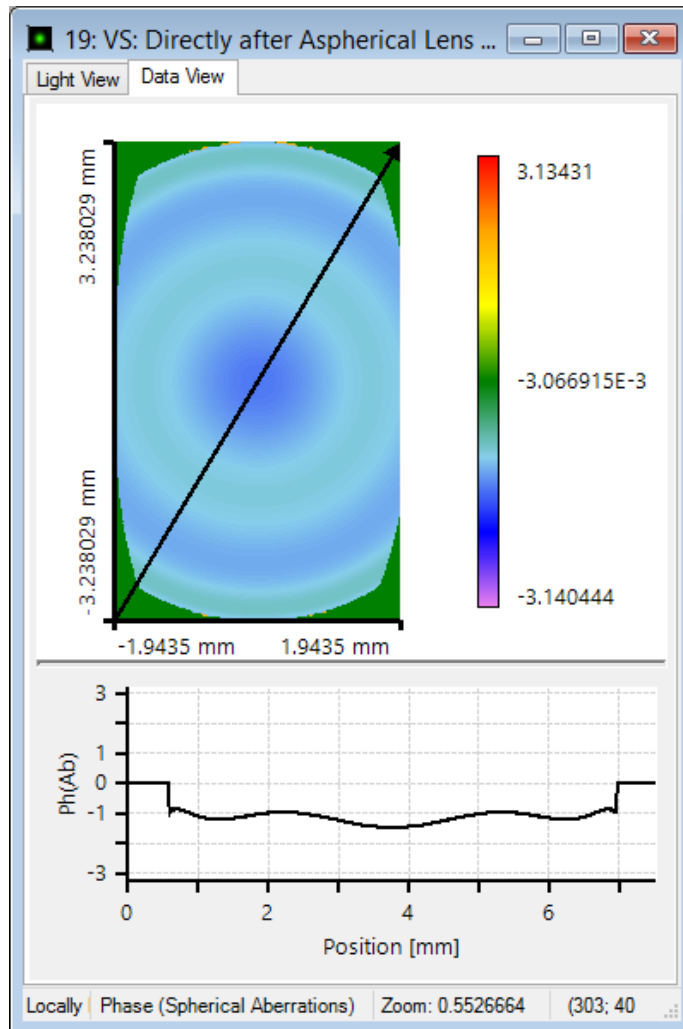 19: VS: Directly after Aspherical Lens ...
Light View Data View
3.238029 mm
-3.238029 mm
-1.9435 mm 1.9435 mm
3.13431
-3.066915E-3
-3.140444
3
1
0
-1
-3
Ph(Ab)
0 2 4 6
Position [mm]
Locally Phase (Spherical Aberrations) Zoom: 0.5526664 (303; 40